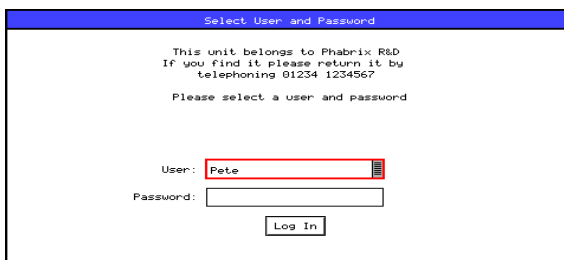 Select User and Password
This unit belongs to Phabrix R&D
If you find it please return it by
telephoning 01234 1234567
Please select a user and password
User: Pete
Password:
Log In